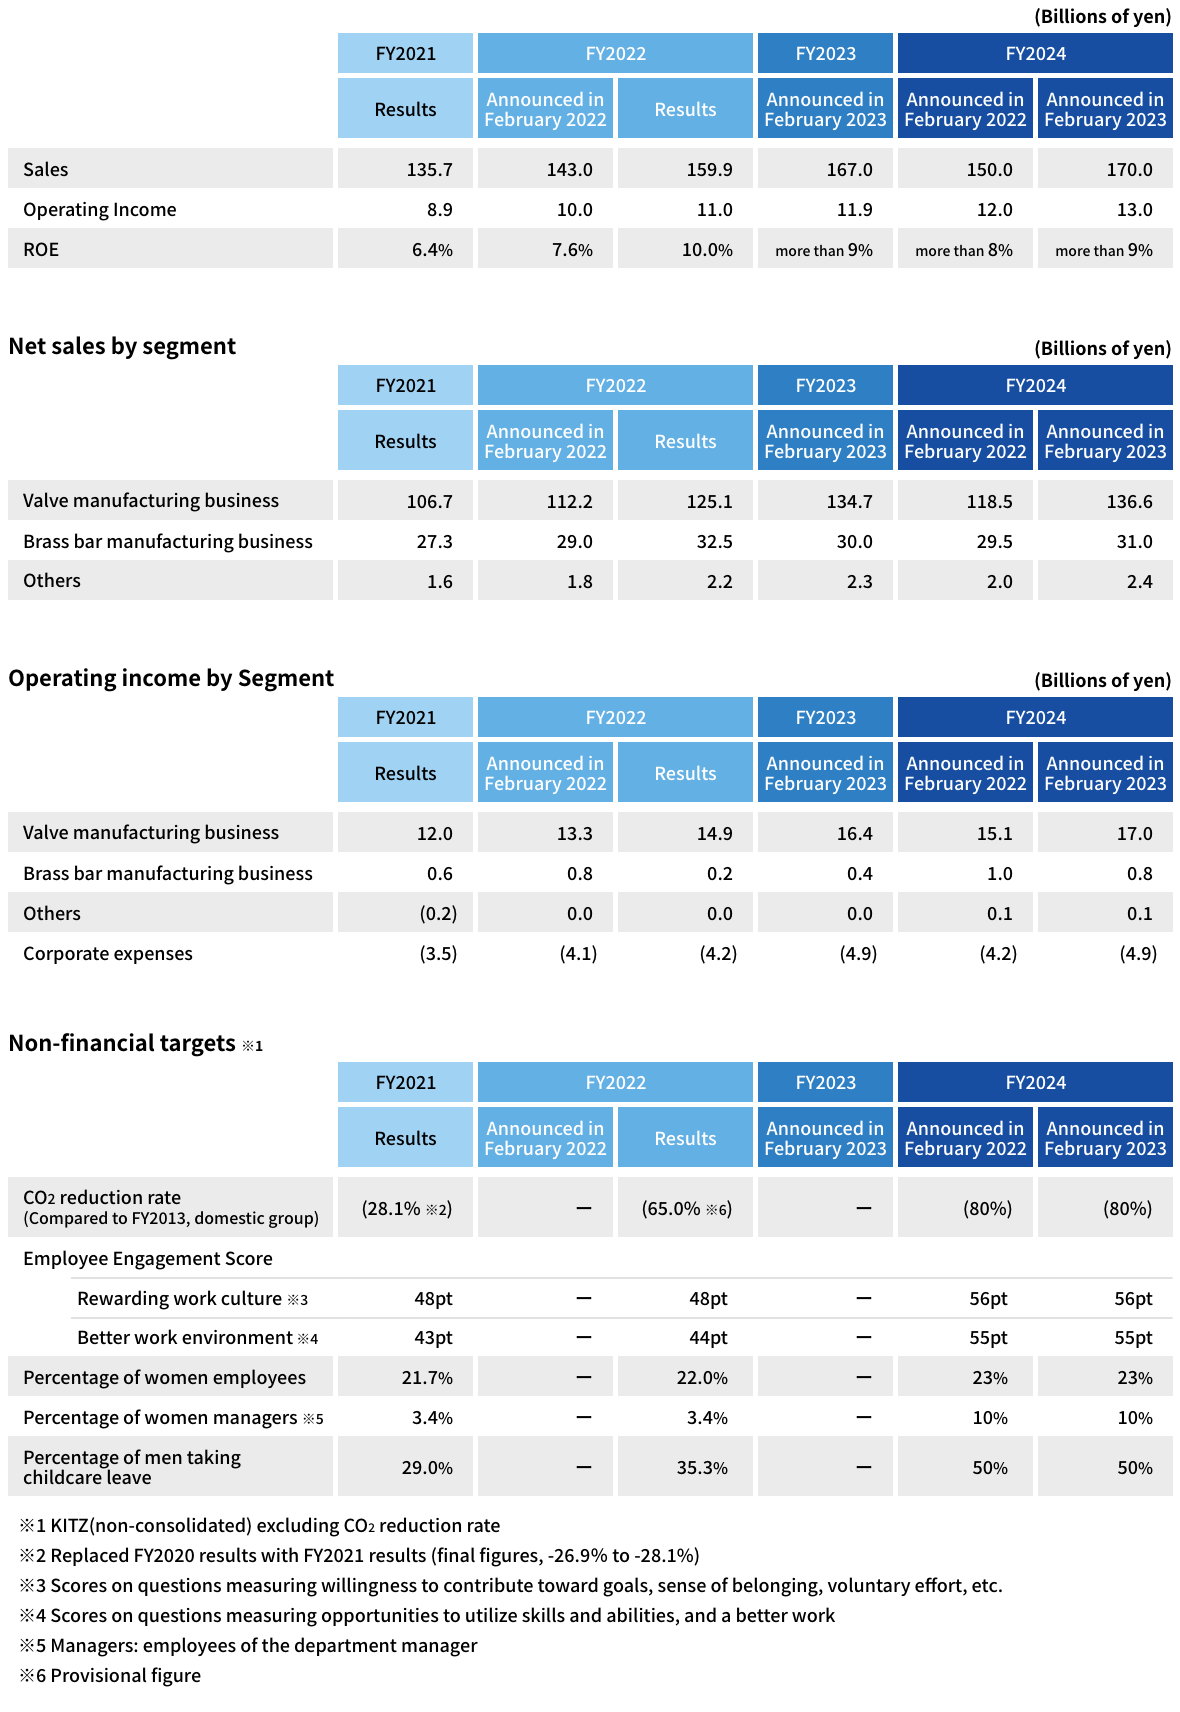 (Billions of yen)
FY2021 FY2022 FY2023 FY2024
Results Announced in February 2022 Results Announced in February 2023 Announced in February 2022 Announced in February 2023
Sales 135.7 143.0 159.9 167.0 150.0 170.0
Operating Income 8.9 10.0 11.0 11.9 12.0 13.0
ROE 6.4% 7.6% 10.0% more than 9% more than 8% more than 9%
Net sales by segment (Billions of yen)
FY2021 FY2022 FY2023 FY2024
Results Announced in February 2022 Results Announced in February 2023 Announced in February 2022 Announced in February 2023
Valve manufacturing business 106.7 112.2 125.1 134.7 118.5 136.6
Brass bar manufacturing business 27.3 29.0 32.5 30.0 29.5 31.0
Others 1.6 1.8 2.2 2.3 2.0 2.4
Operating income by Segment (Billions of yen)
FY2021 FY2022 FY2023 FY2024
Results Announced in February 2022 Results Announced in February 2023 Announced in February 2022 Announced in February 2023
Valve manufacturing business 12.0 13.3 14.9 16.4 15.1 17.0
Brass bar manufacturing business 0.6 0.8 0.2 0.4 1.0 0.8
Others (0.2) 0.0 0.0 0.0 0.1 0.1
Corporate expenses (3.5) (4.1) (4.2) (4.9) (4.2) (4.9)
Non-financial targets ※1
FY2021 FY2022 FY2023 FY2024
Results Announced in February 2022 Results Announced in February 2023 Announced in February 2022 Announced in February 2023
CO2 reduction rate
(Compared to FY2013, domestic group) (28.1% ※2) — (65.0% ※6) — (80%) (80%)
Employee Engagement Score
Rewarding work culture ※3 48pt — 48pt — 56pt 56pt
Better work environment ※4 43pt — 44pt — 55pt 55pt
Percentage of women employees 21.7% — 22.0% — 23% 23%
Percentage of women managers ※5 3.4% — 3.4% — 10% 10%
Percentage of men taking
childcare leave 29.0% — 35.3% — 50% 50%
※1 KITZ(non-consolidated) excluding CO2 reduction rate
※2 Replaced FY2020 results with FY2021 results (final figures, -26.9% to -28.1%)
※3 Scores on questions measuring willingness to contribute toward goals, sense of belonging, voluntary effort, etc.
※4 Scores on questions measuring opportunities to utilize skills and abilities, and a better work
※5 Managers: employees of the department manager
※6 Provisional figure